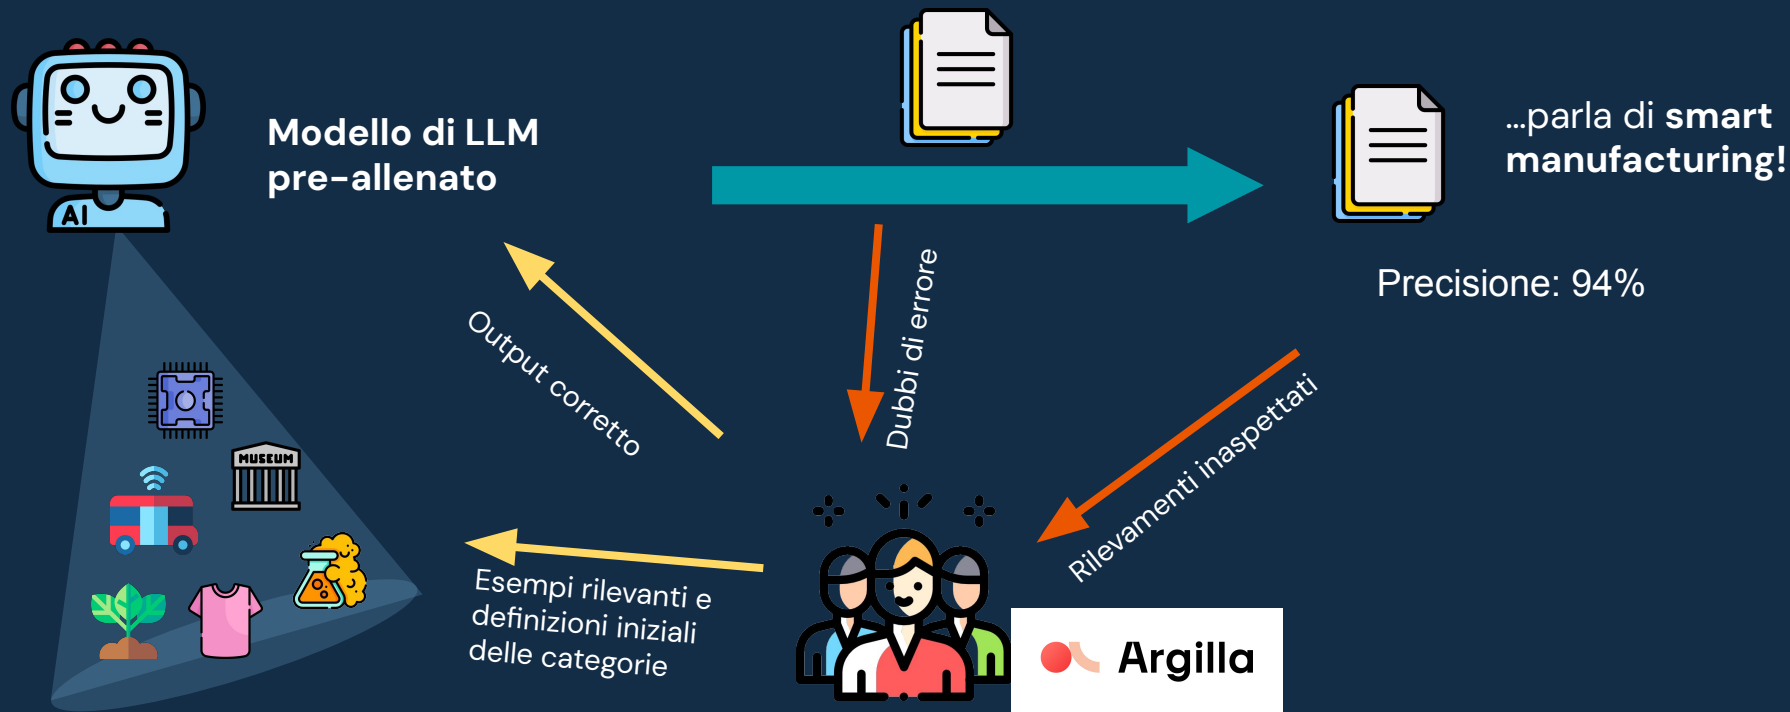 AI
Modello di LLM
pre-allenato
...parla di smart
manufacturing!
Precisione: 94%
Output corretto
Dubbi di errore
Rilevamenti inaspettati
MUSEUM
Esempi rilevanti e
definizioni iniziali
delle categorie
Argilla